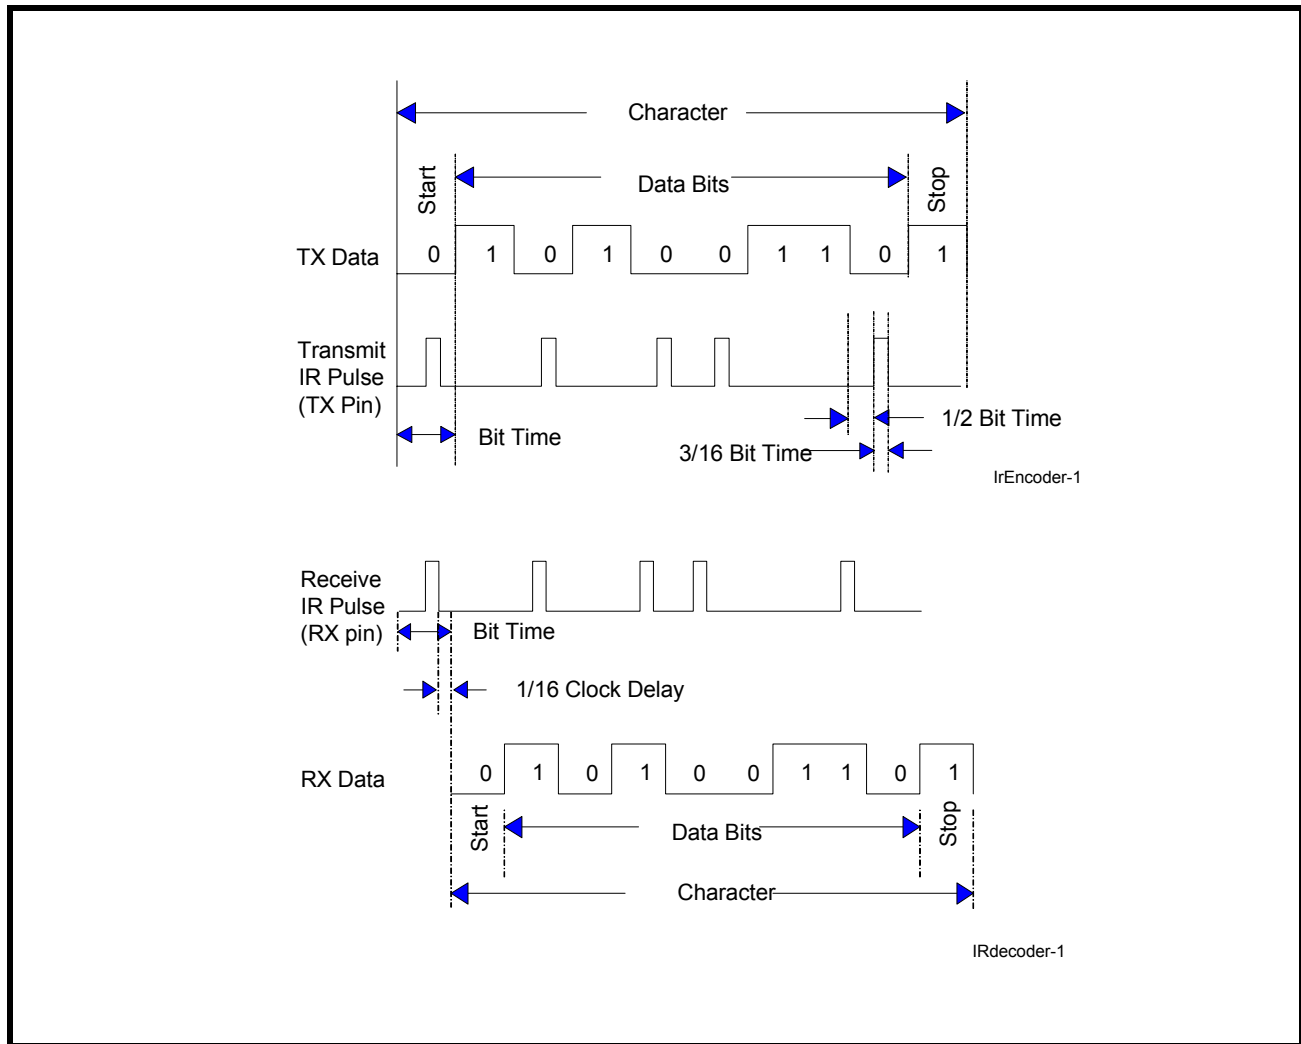 Character
Start
Data Bits
Stop
TX Data
0 1 0 1 0 0 1 1 0 1
Transmit
IR Pulse
(TX Pin)
1/2 Bit Time
Bit Time
3/16 Bit Time
IrEncoder-1
Receive
IR Pulse
(RX pin)
Bit Time
1/16 Clock Delay
RX Data
0 1 0 1 0 0 1 1 0 1
Start
Data Bits
Stop
Character
IRdecoder-1